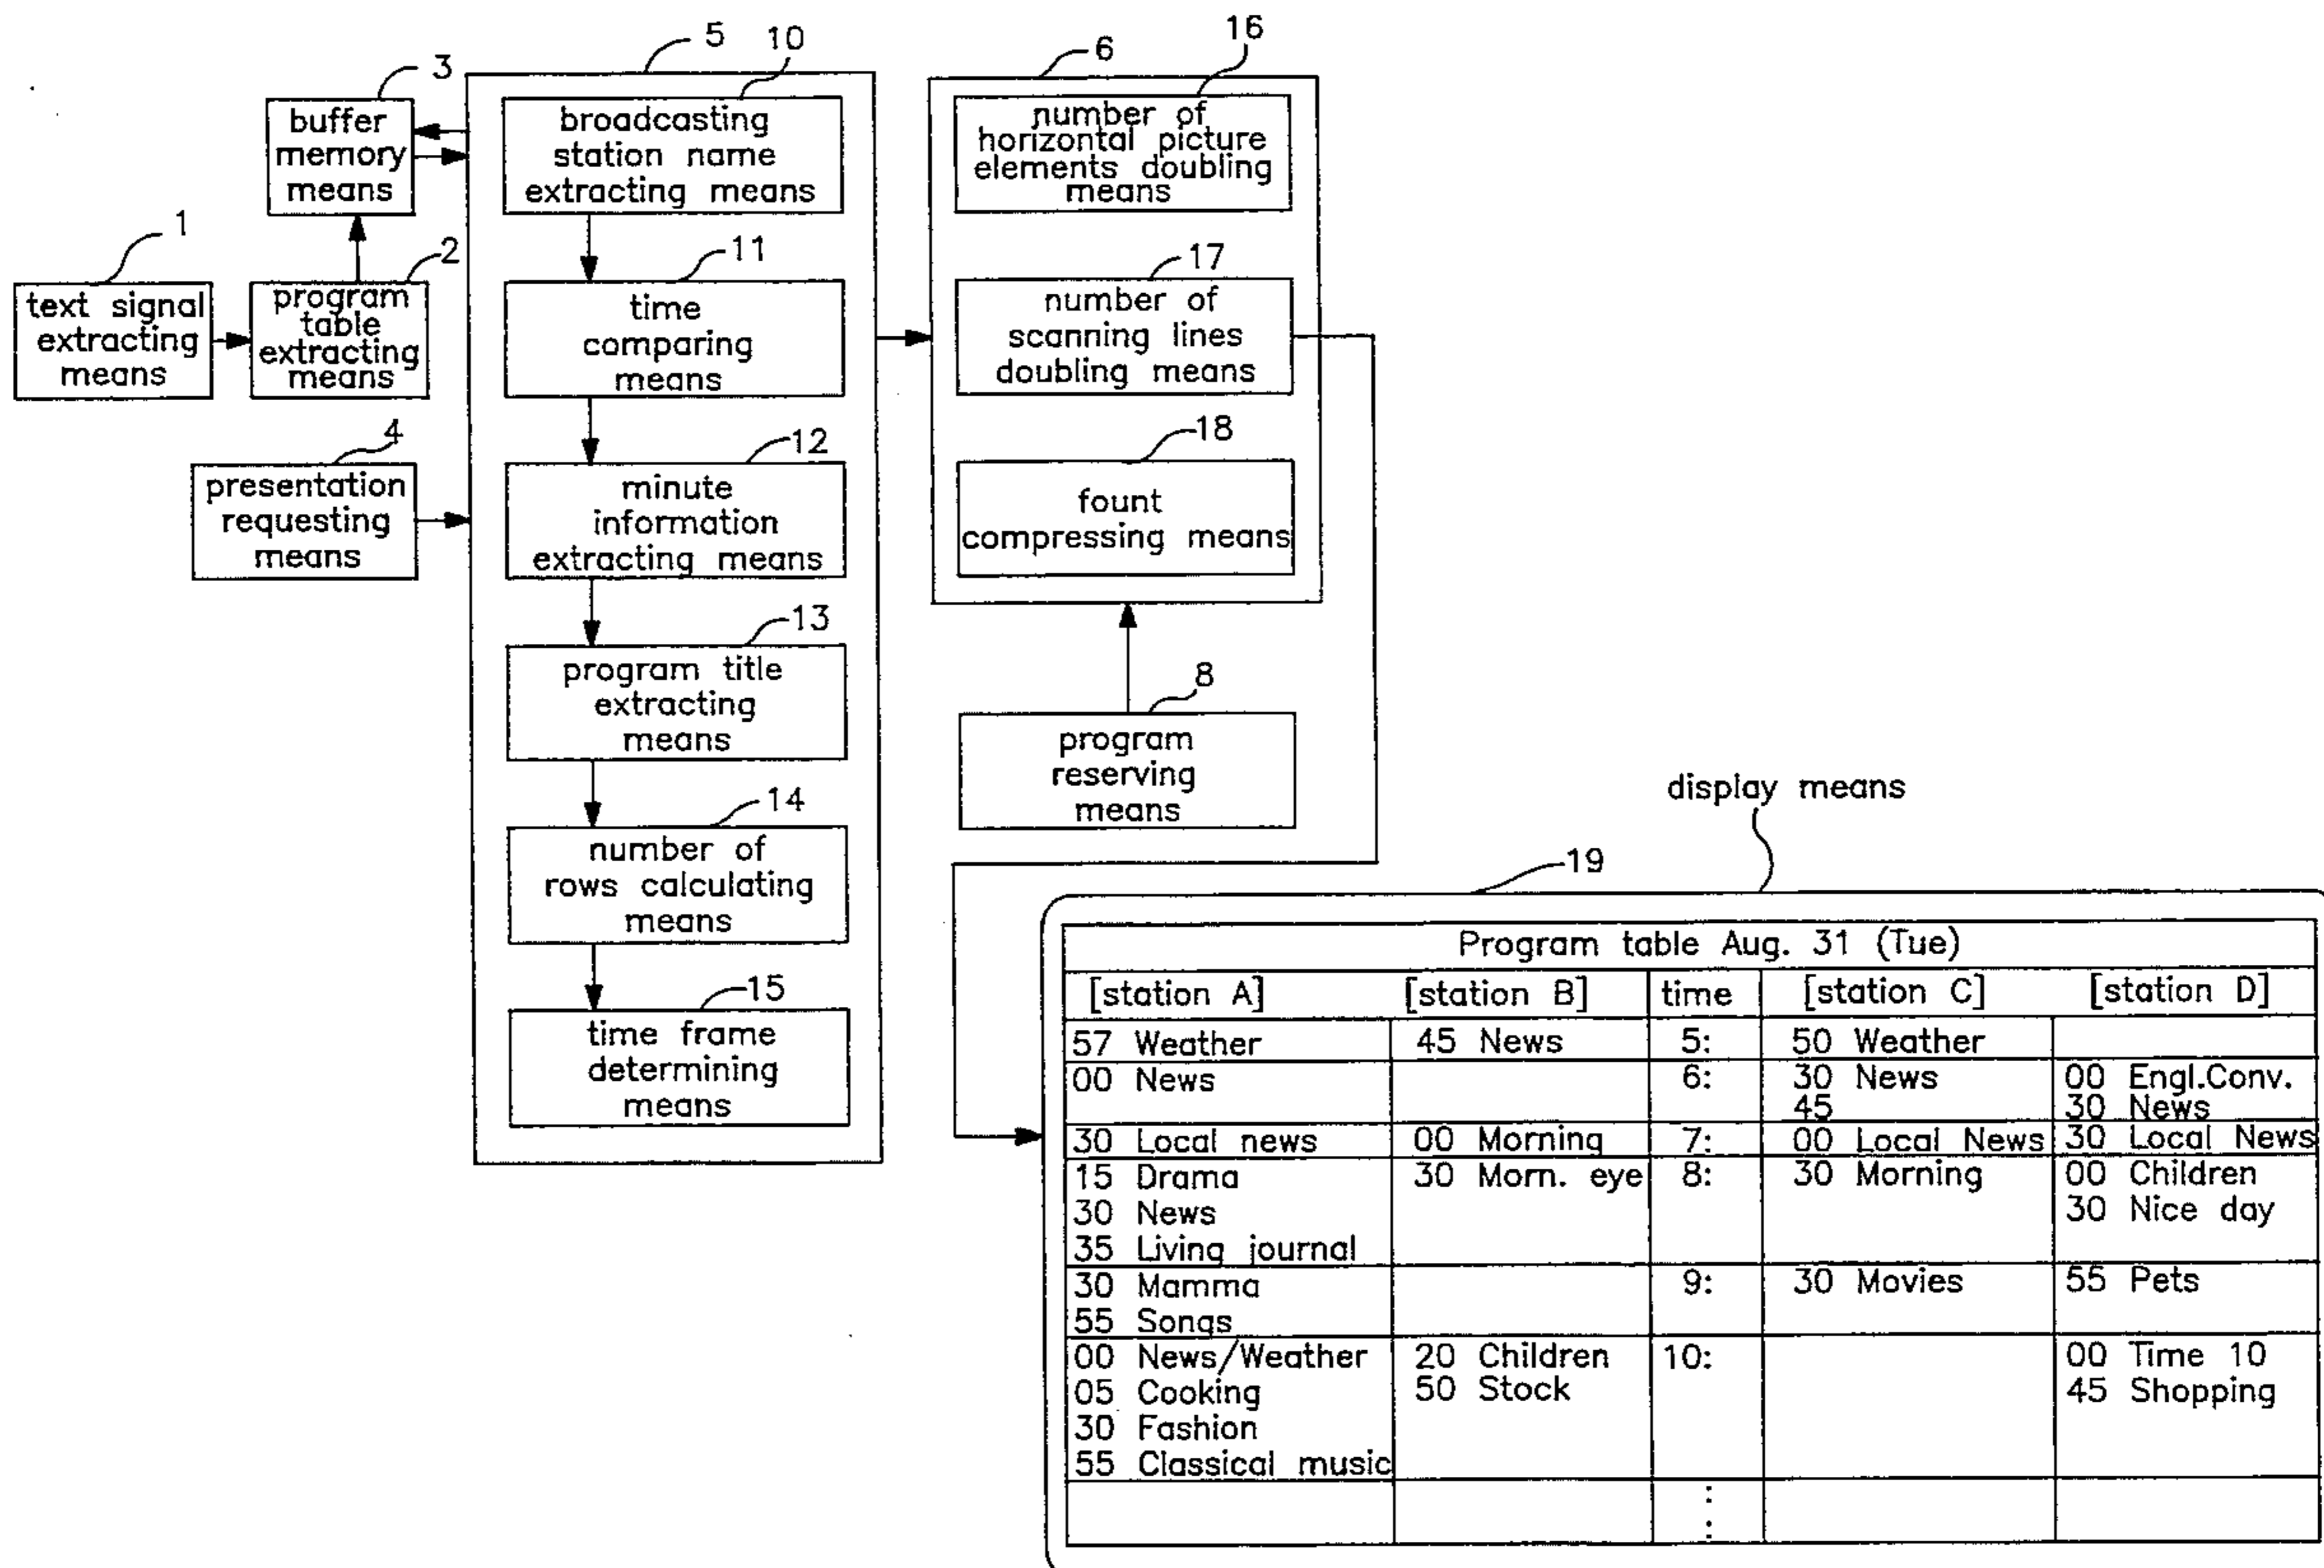 1
text signal
extracting
means
2
program
table
extracting
means
3
buffer
memory
means
4
presentation
requesting
means
5
10
broadcasting
station name
extracting means
11
time
comparing
means
12
minute
information
extracting means
13
program title
extracting
means
14
number of
rows calculating
means
15
time frame
determining
means
6
16
number of
horizontal picture
elements doubling
means
17
number of
scanning lines
doubling means
18
fount
compressing means
8
program
reserving
means
display means
19
Program table Aug. 31 (Tue)
[station A] [station B] time [station C] [station D]
57 Weather 45 News 5: 50 Weather
00 News 6: 30 News 00 Engl.Conv.
45 30 News
30 Local news 00 Morning 7: 00 Local News 30 Local News
15 Drama 30 Morn. eye 8: 30 Morning 00 Children
30 News 30 Nice day
35 Living journal
30 Mamma 9: 30 Movies 55 Pets
55 Songs
00 News/Weather 20 Children 10: 00 Time 10
05 Cooking 50 Stock 45 Shopping
30 Fashion
55 Classical music
:
: